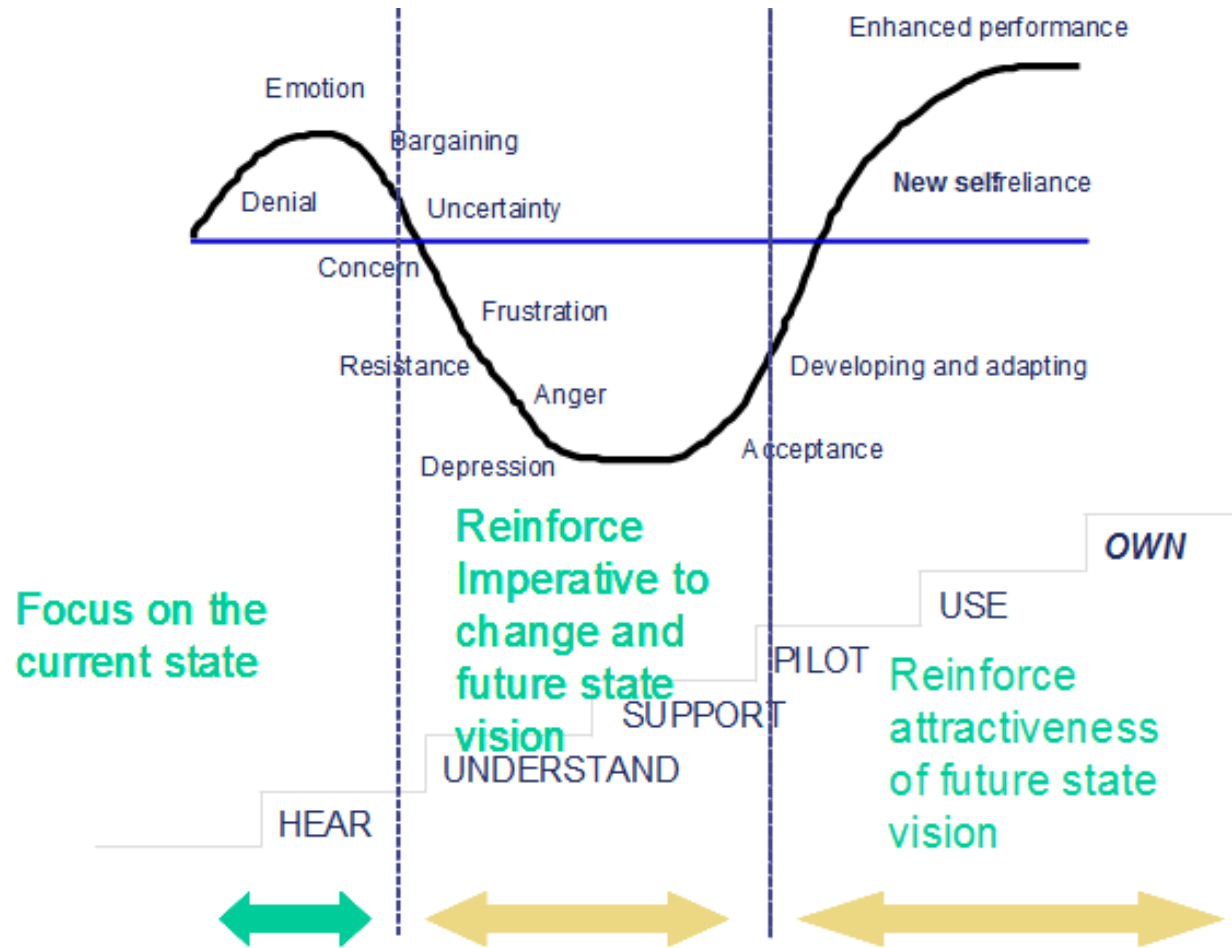 Enhanced performance
Emotion
Bargaining
Denial
Uncertainty
New selfreliance
Concern
Frustration
Resistance
Anger
Developing and adapting
Depression
Acceptance
Focus on the
current state
Reinforce
Imperative to
change and
future state
vision
Reinforce
attractiveness
of future state
vision
HEAR
UNDERSTAND
SUPPORT
PILOT
USE
OWN